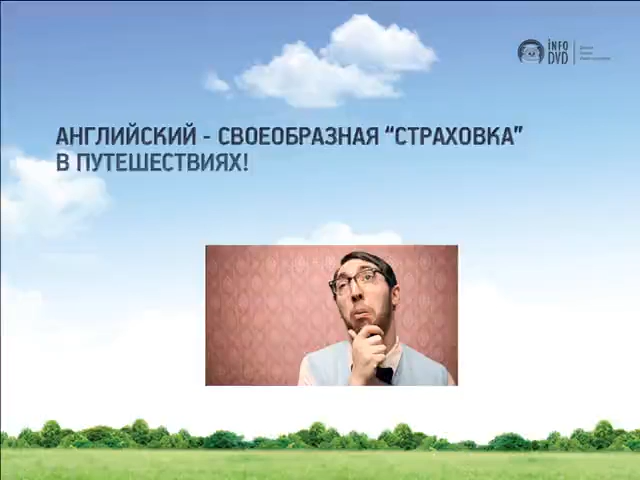 iNFO
DVD
АНГЛИЙСКИЙ - СВОЕОБРАЗНАЯ “СТРАХОВКА”
В ПУТЕШЕСТВИЯХ!